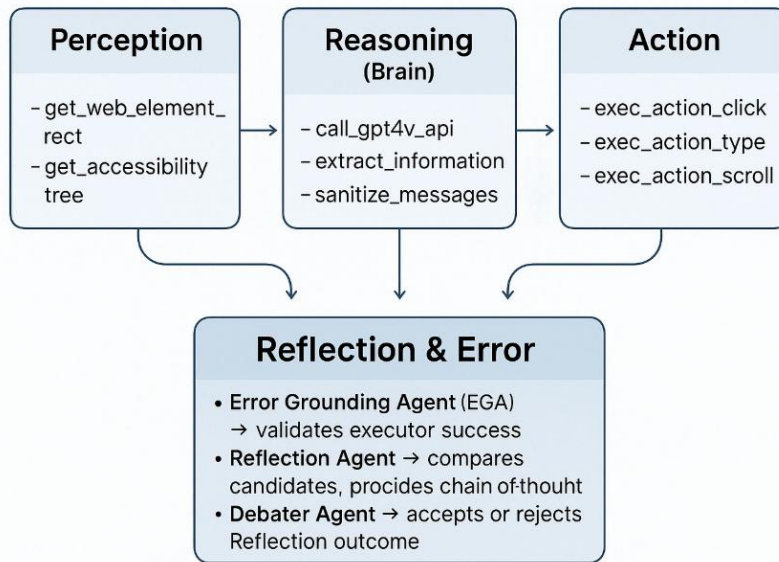 Perception
– get_web_element_
rect
– get_accessibility
tree
Reasoning
(Brain)
– call_gpt4v_api
– extract_information
– sanitize_messages
Action
– exec_action_click
– exec_action_type
– exec_action_scroll
Reflection & Error
• Error Grounding Agent (EGA)
→ validates executor success
• Reflection Agent → compares
candidates, procides chain of-thouht
• Debater Agent → accepts or rejects
Reflection outcome